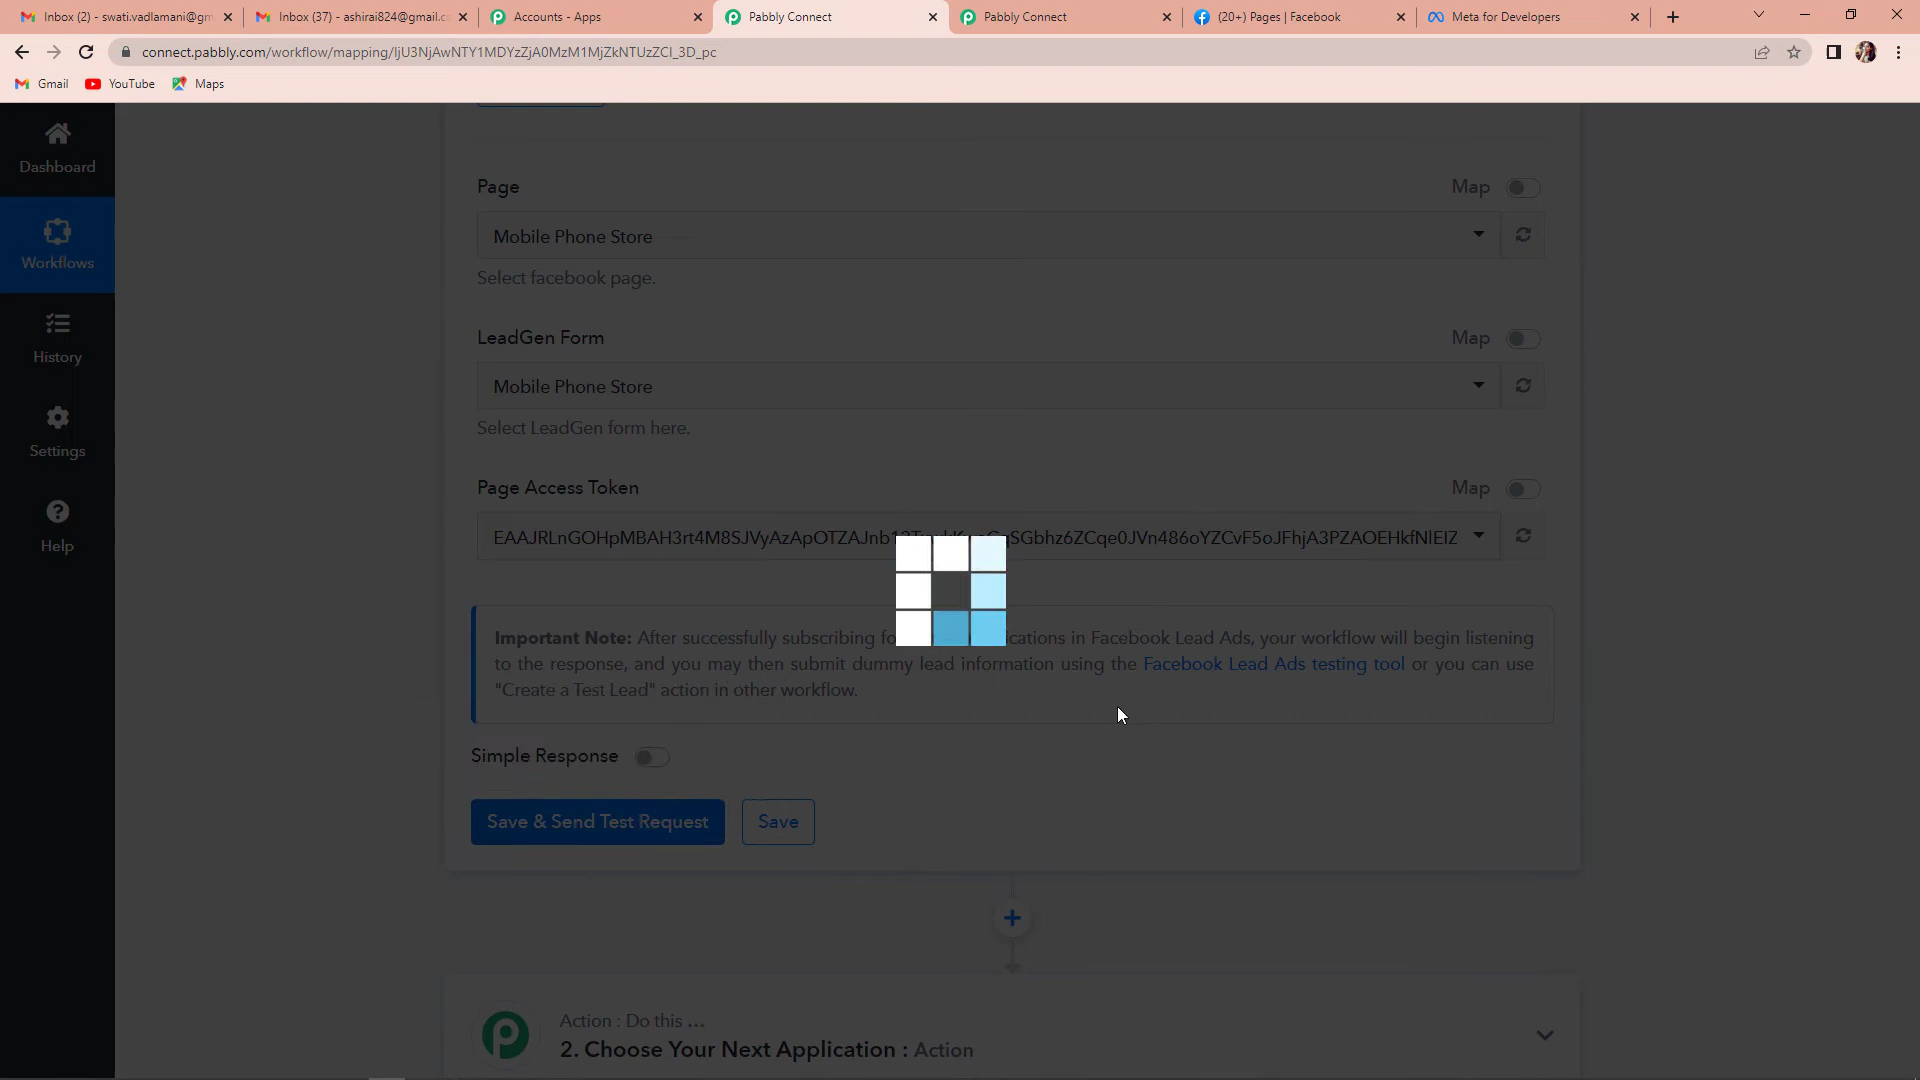 Inbox (2) - swati.vadlamani@gm
Inbox (37) - ashirai824@gmail.c
Accounts - Apps
Pabbly Connect
Pabbly Connect
(20+) Pages | Facebook
Meta for Developers
connect.pabbly.com/workflow/mapping/IjU3NjAwNTY1MDYzZjA0MzM1MjZkNTUzZCI_3D_pc
Gmail
YouTube
Maps
Dashboard
Workflows
History
Settings
Help
Page
Map
Mobile Phone Store
Select facebook page.
LeadGen Form
Map
Mobile Phone Store
Select LeadGen form here.
Page Access Token
Map
Important Note: After successfully subscribing for cations in Facebook Lead Ads, your workflow will begin listening
to the response, and you may then submit dummy lead information using the Facebook Lead Ads testing tool or you can use
"Create a Test Lead" action in other workflow.
Simple Response
Save & Send Test Request
Save
Action : Do this ...
2. Choose Your Next Application : Action